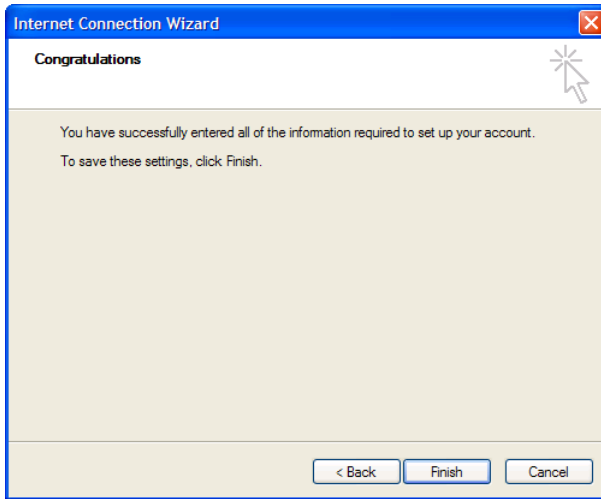 Internet Connection Wizard
Congratulations
You have successfully entered all of the information required to set up your account.
To save these settings, click Finish.
< Back
Finish
Cancel